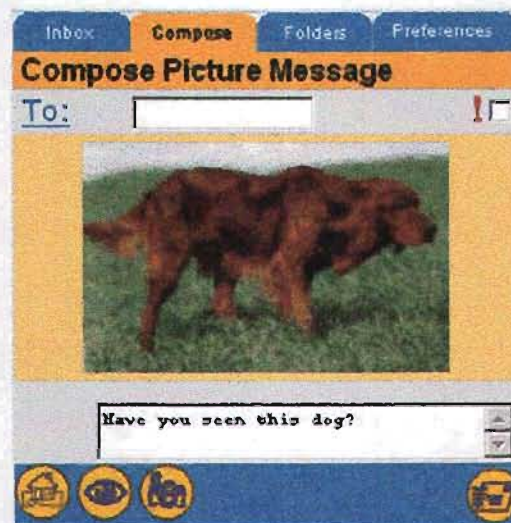 Inbox Compose Folders Preferences
Compose Picture Message
To: !
Have you seen this dog?